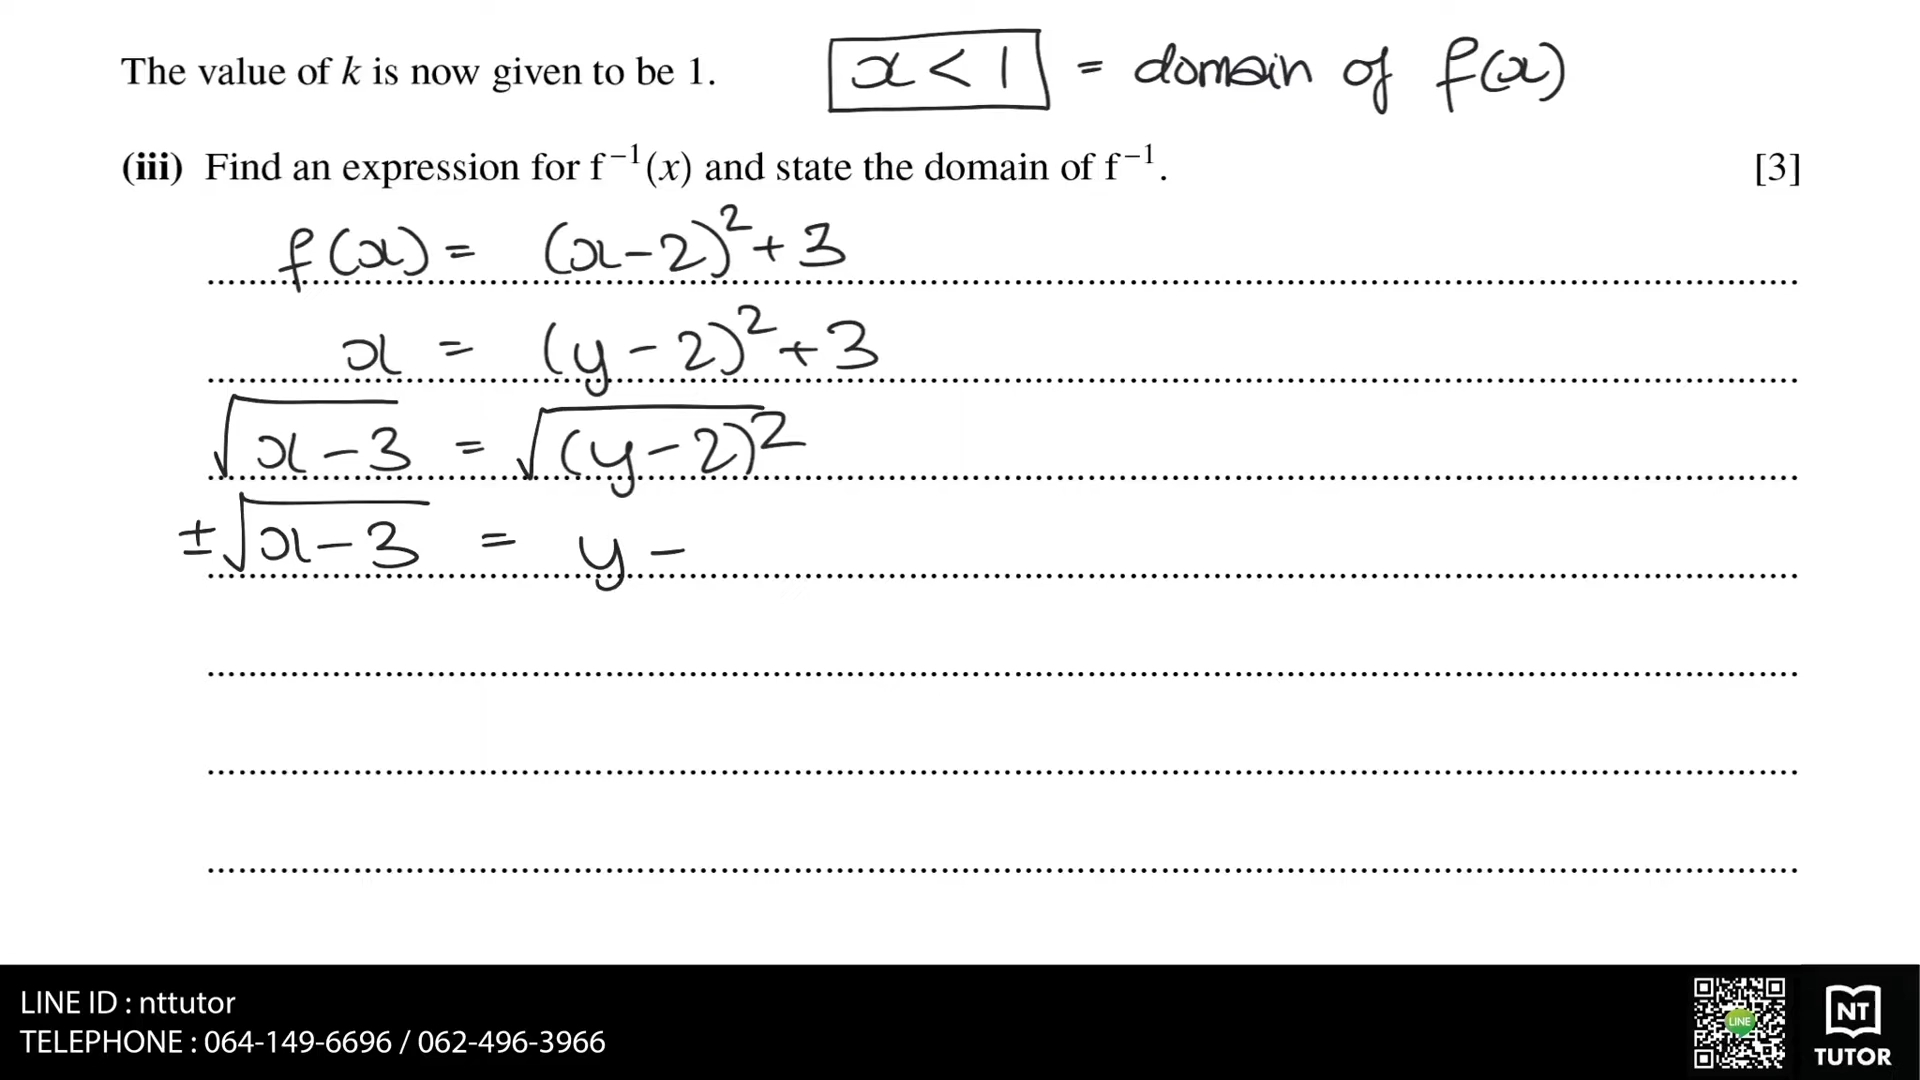 The value of k is now given to be 1. x < 1 = domain of f(x)
(iii) Find an expression for f⁻¹(x) and state the domain of f⁻¹. [3]
f(x) = (x-2)²+3
x = (y-2)²+3
√(x-3) = √((y-2)²)
±√(x-3) = y -
LINE ID : nttutor
TELEPHONE : 064-149-6696 / 062-496-3966
LINE
NT
TUTOR